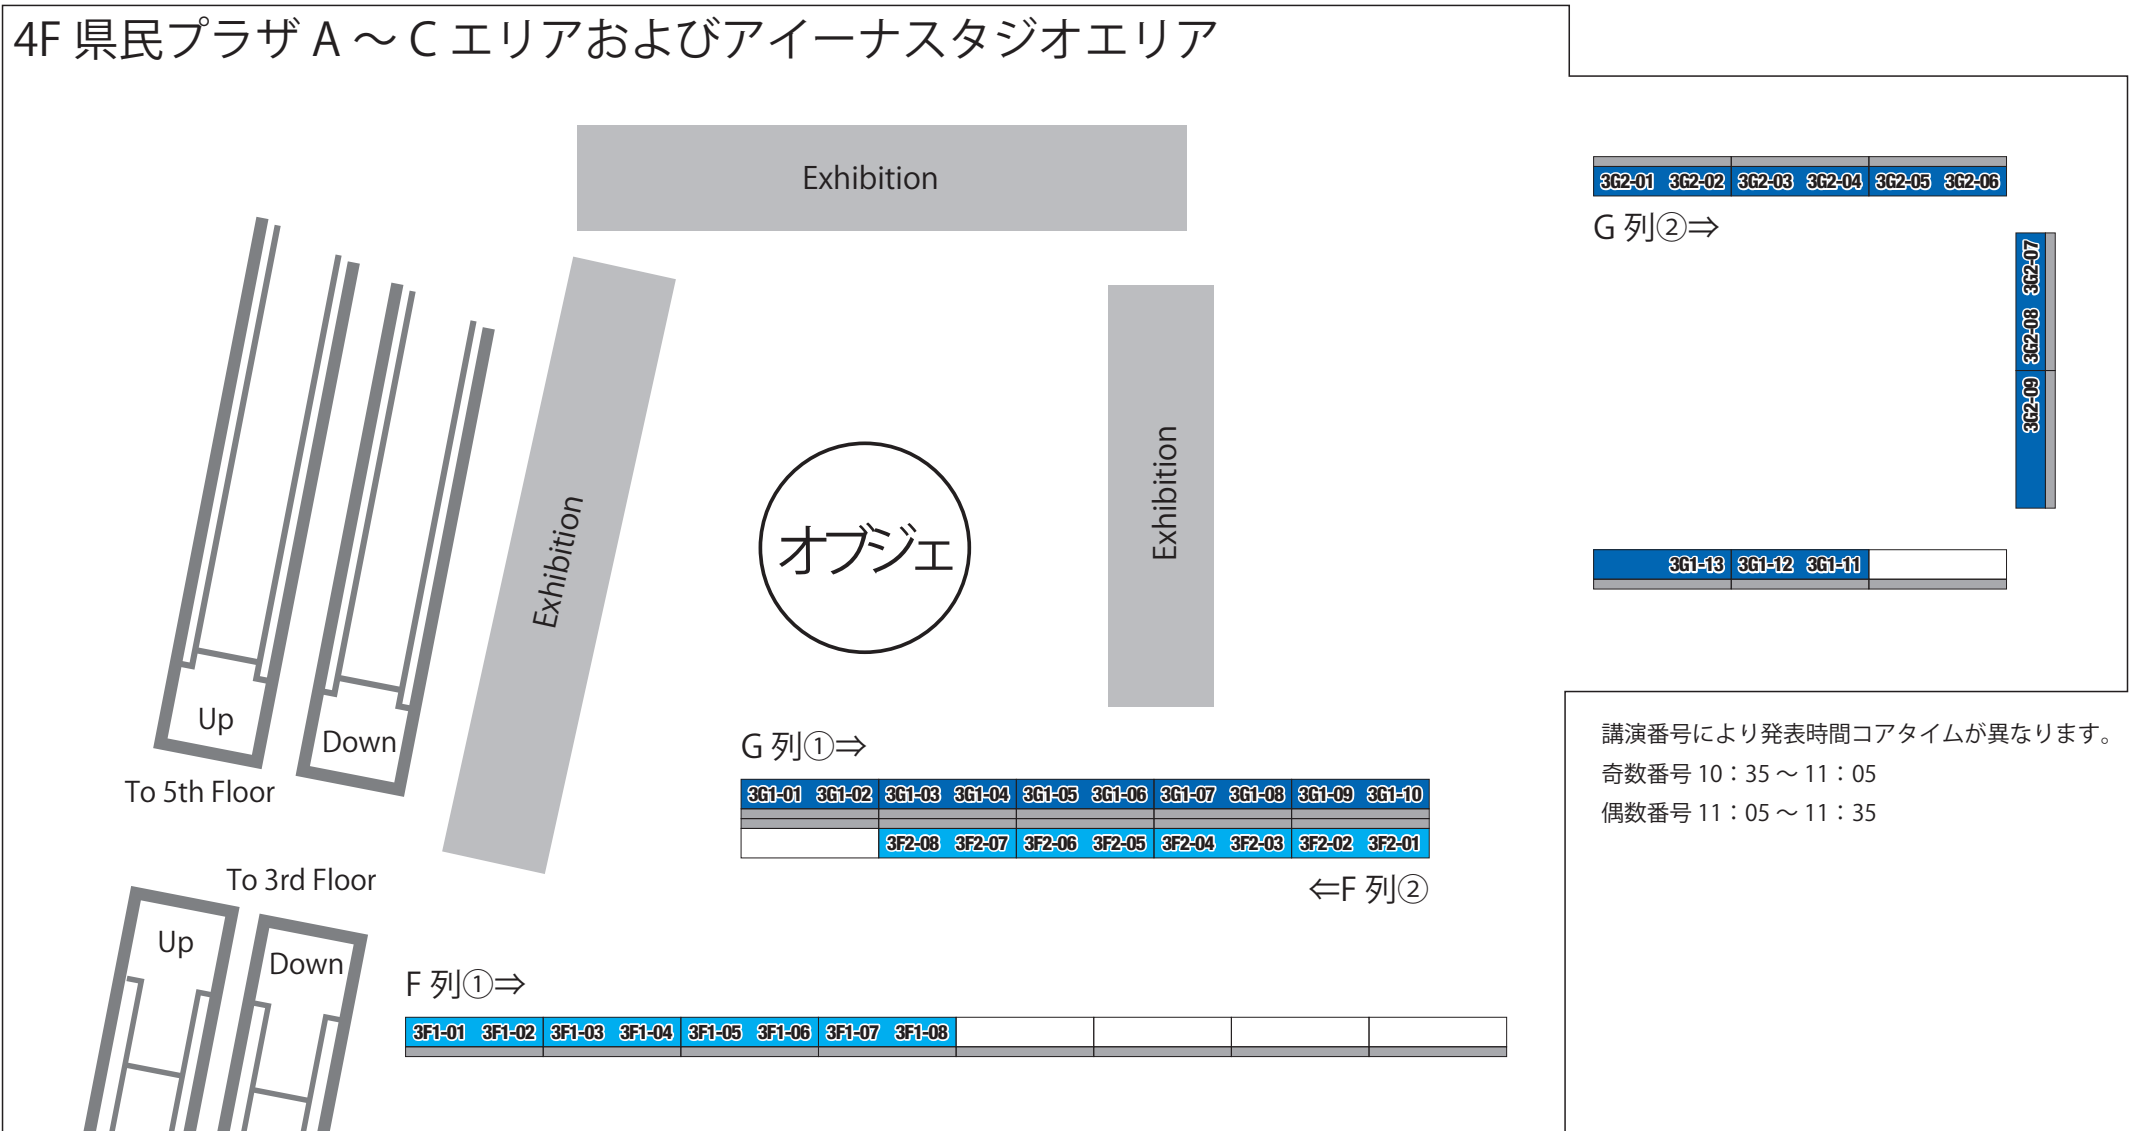 4F 県民プラザ A ～ C エリアおよびアイーナスタジオエリア
Exhibition
3G2-01 3G2-02 3G2-03 3G2-04 3G2-05 3G2-06
G 列②⇒
3G2-07
3G2-08
3G2-09
Exhibition
オブジェ
Exhibition
3G1-13 3G1-12 3G1-11
Up
Down
To 5th Floor
G 列①⇒
3G1-01 3G1-02 3G1-03 3G1-04 3G1-05 3G1-06 3G1-07 3G1-08 3G1-09 3G1-10
3F2-08 3F2-07 3F2-06 3F2-05 3F2-04 3F2-03 3F2-02 3F2-01
⇐F 列②
講演番号により発表時間コアタイムが異なります。
奇数番号 10：35 ～ 11：05
偶数番号 11：05 ～ 11：35
To 3rd Floor
Up
Down
F 列①⇒
3F1-01 3F1-02 3F1-03 3F1-04 3F1-05 3F1-06 3F1-07 3F1-08